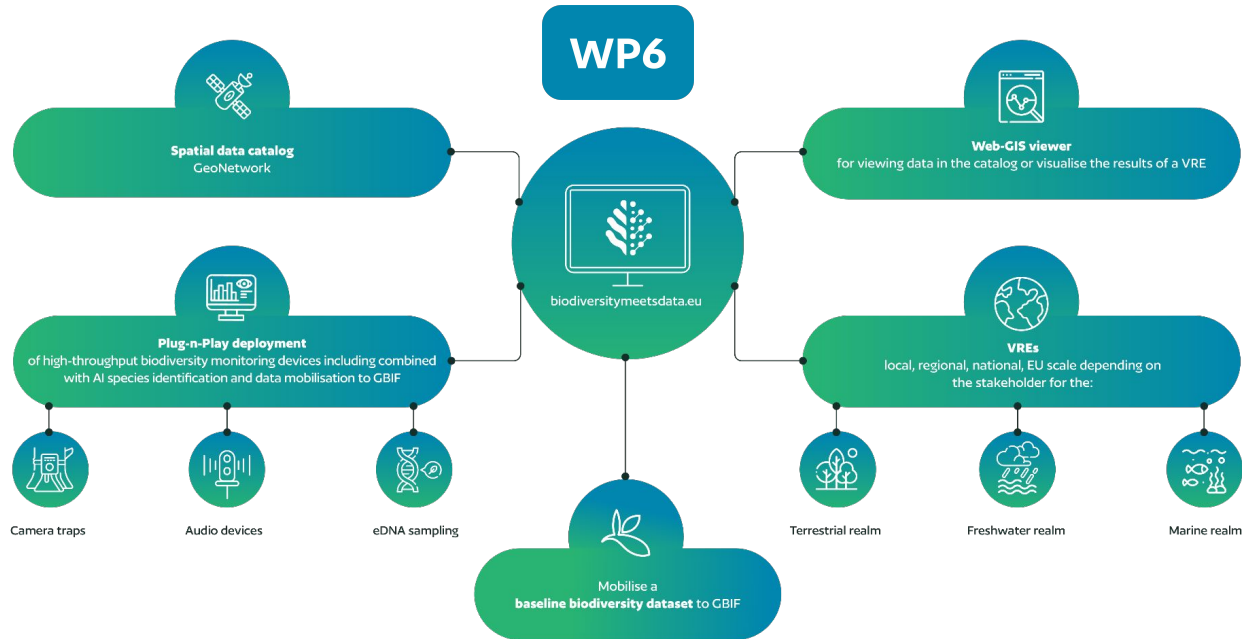 WP6
Spatial data catalog
GeoNetwork
Web-GIS viewer
for viewing data in the catalog or visualise the results of a VRE
biodiversitymeetsdata.eu
Plug-n-Play deployment
of high-throughput biodiversity monitoring devices including combined
with AI species identification and data mobilisation to GBIF
VREs
local, regional, national, EU scale depending on
the stakeholder for the:
Camera traps
Audio devices
eDNA sampling
Terrestrial realm
Freshwater realm
Marine realm
Mobilise a
baseline biodiversity dataset to GBIF